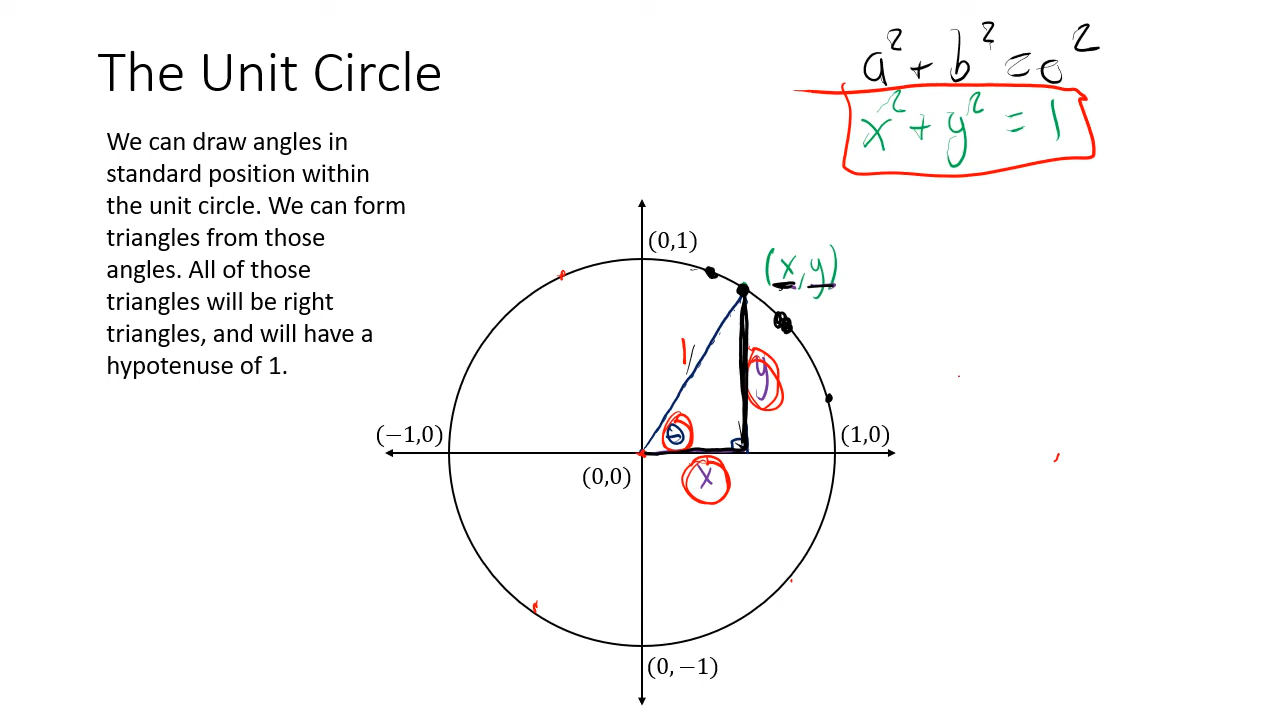 The Unit Circle
We can draw angles in
standard position within
the unit circle. We can form
triangles from those
angles. All of those
triangles will be right
triangles, and will have a
hypotenuse of 1.
a² + b² = c²
x² + y² = 1
(0,1)
(x,y)
1
y
θ
(−1,0)
(1,0)
(0,0)
x
(0,−1)